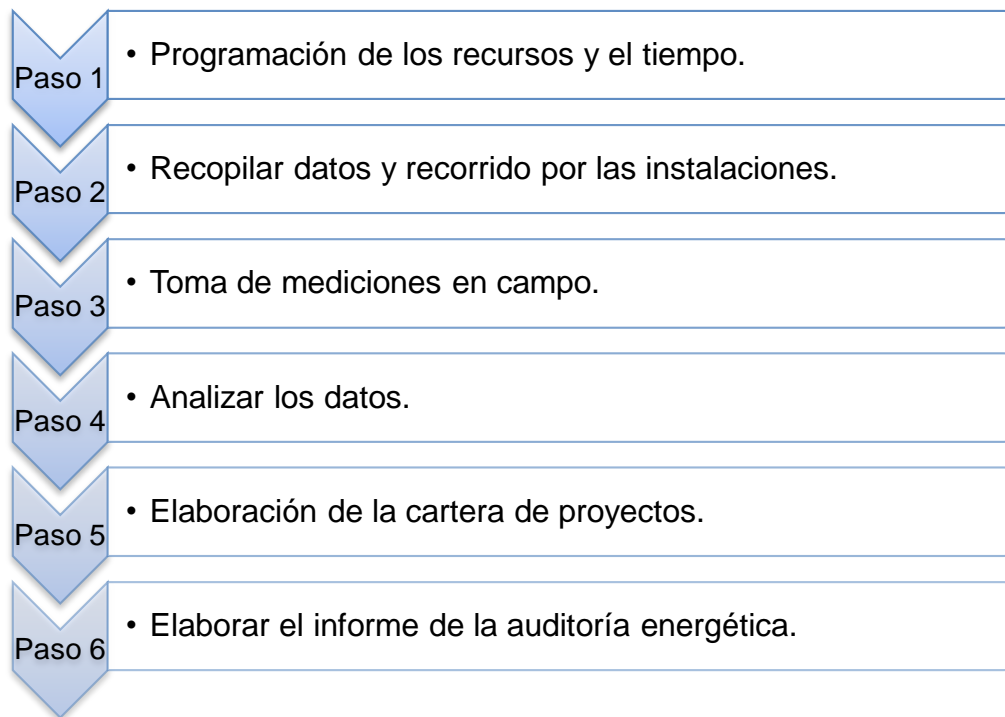 Paso 1
• Programación de los recursos y el tiempo.
Paso 2
• Recopilar datos y recorrido por las instalaciones.
Paso 3
• Toma de mediciones en campo.
Paso 4
• Analizar los datos.
Paso 5
• Elaboración de la cartera de proyectos.
Paso 6
• Elaborar el informe de la auditoría energética.